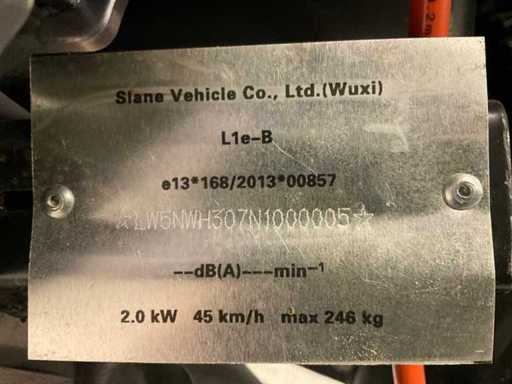 Slane Vehicle Co., Ltd.(Wuxi)
L1e-B
e13*168/2013*00857
☆LW5NWH307N1000005☆
--dB(A)---min⁻¹
2.0 kW 45 km/h max 246 kg